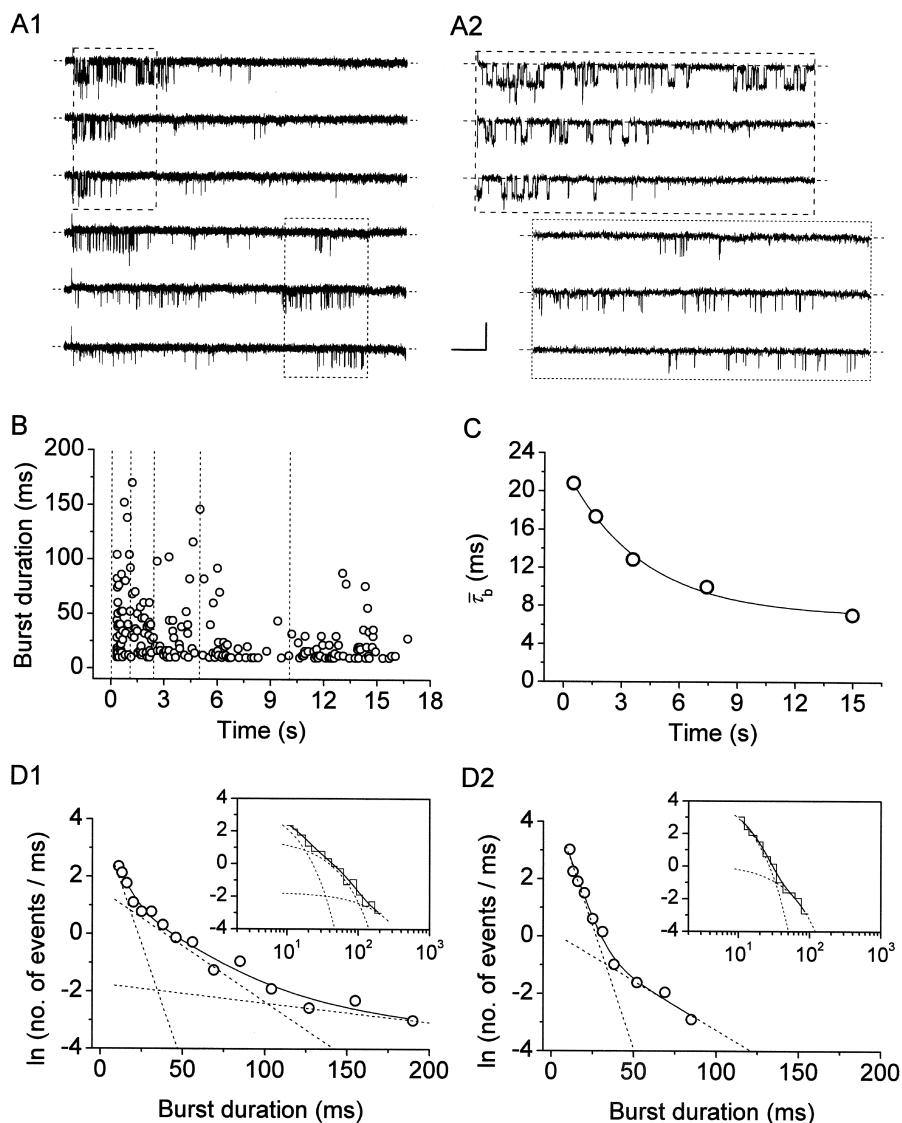 A1
A2
B
200
150
100
50
0
Burst duration (ms)
0 3 6 9 12 15 18
Time (s)
C
24
20
16
12
8
4
0
τ̅b (ms)
0 3 6 9 12 15
Time (s)
D1
4
2
0
-2
-4
ln (no. of events / ms)
0 50 100 150 200
Burst duration (ms)
4
2
0
-2
-4
10¹ 10² 10³
D2
4
2
0
-2
-4
ln (no. of events / ms)
0 50 100 150 200
Burst duration (ms)
4
2
0
-2
-4
10¹ 10² 10³